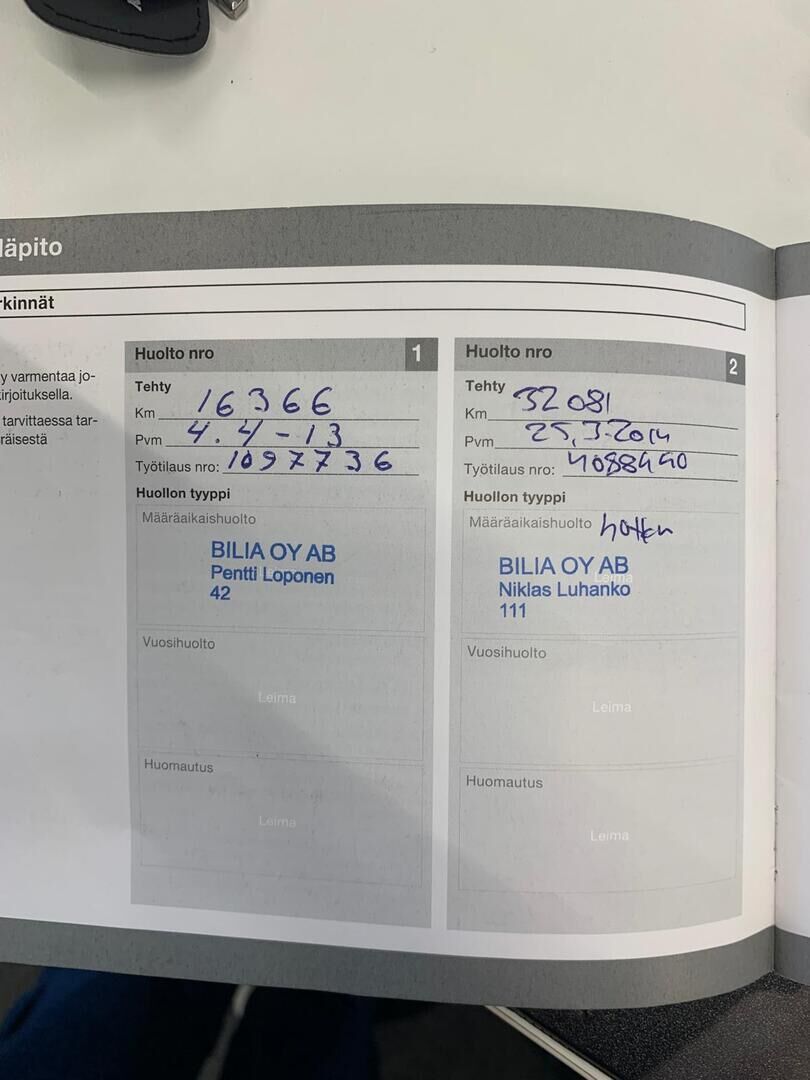 läpito
rkinnät
y varmentaa jo-
kirjoituksella.
tarvittaessa tar-
räisestä
Huolto nro 1
Tehty
Km 16366
Pvm 4.4-13
Työtilaus nro: 1097736
Huollon tyyppi
Määräaikaishuolto
BILIA OY AB
Pentti Loponen
42
Vuosihuolto
Leima
Huomautus
Leima
Huolto nro 2
Tehty
Km 32081
Pvm 25.3.2014
Työtilaus nro: 4088440
Huollon tyyppi
Määräaikaishuolto
BILIA OY AB
Leima
Niklas Luhanko
111
Vuosihuolto
Leima
Huomautus
Leima